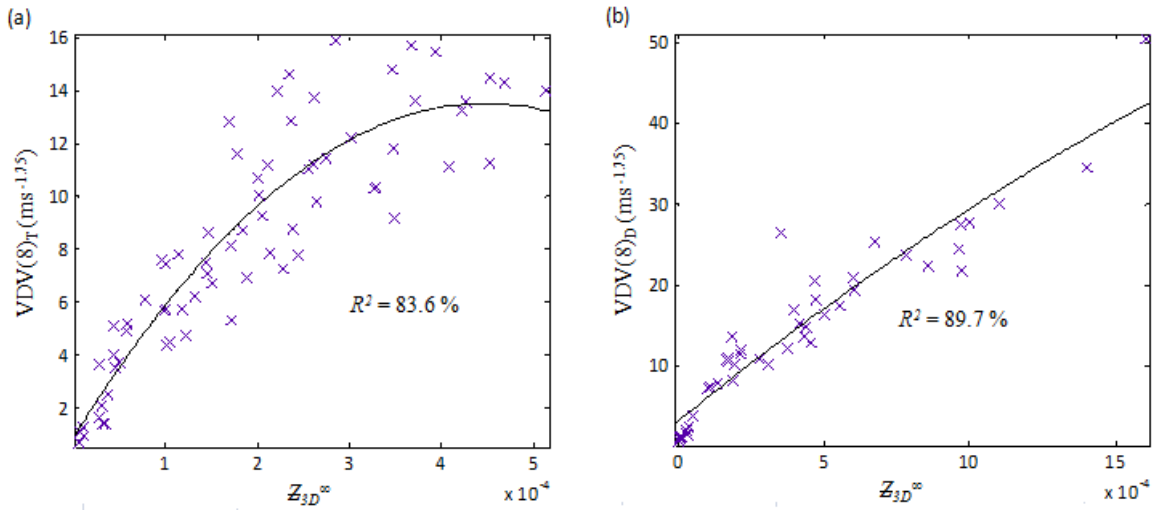 (a)
VDV(8)T (ms-1.75)
16
14
12
10
8
6
4
2
R² = 83.6 %
1 2 3 4 5
Z3D∞
x 10-4
(b)
VDV(8)D (ms-1.75)
50
40
30
20
10
R² = 89.7 %
0 5 10 15
Z3D∞
x 10-4